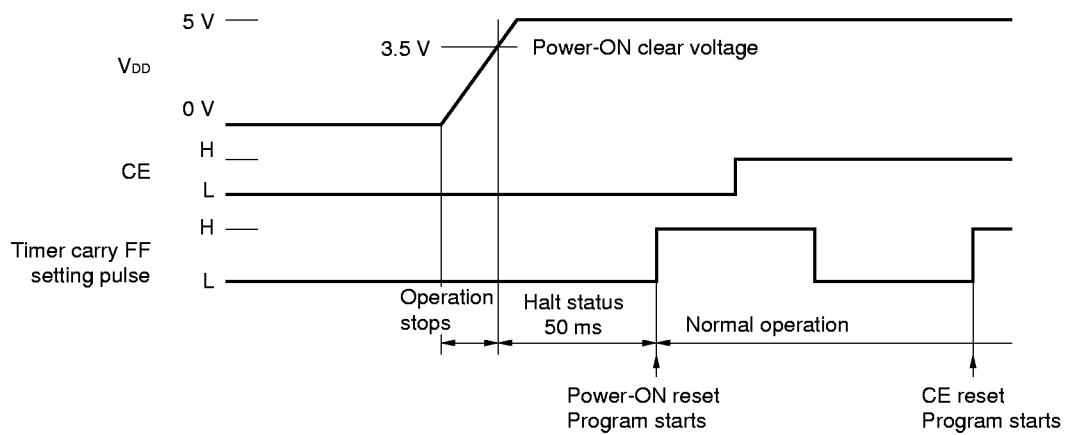 5 V
3.5 V
Power-ON clear voltage
VDD
0 V
H
CE
L
H
Timer carry FF
setting pulse
L
Operation
stops
Halt status
50 ms
Normal operation
Power-ON reset
Program starts
CE reset
Program starts